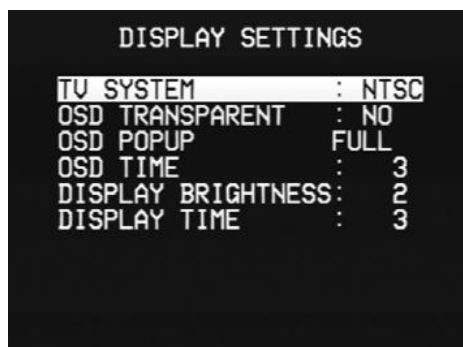 DISPLAY SETTINGS
TV SYSTEM : NTSC
OSD TRANSPARENT : NO
OSD POPUP FULL
OSD TIME : 3
DISPLAY BRIGHTNESS: 2
DISPLAY TIME : 3